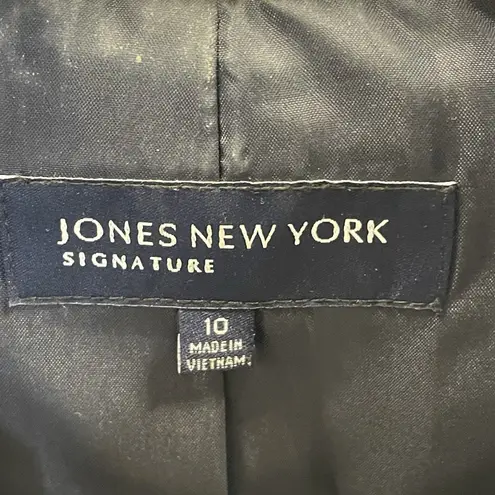 JONES NEW YORK
SIGNATURE
10
MADE IN
VIETNAM